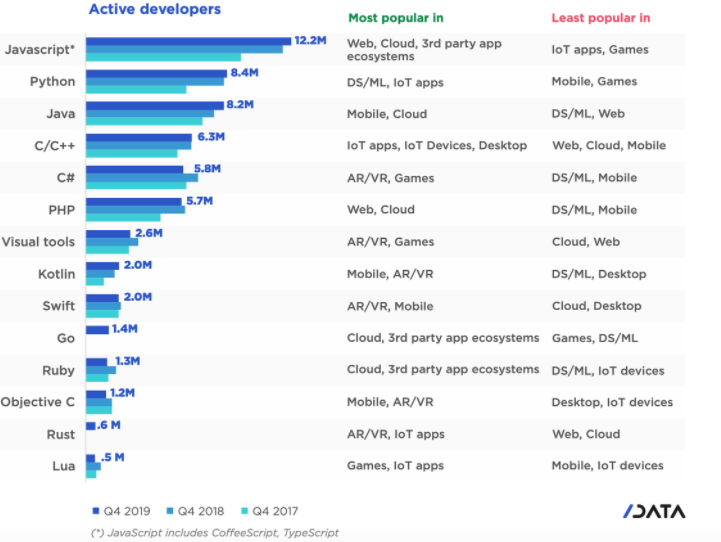 Active developers
Most popular in
Least popular in
Javascript*
12.2M
Web, Cloud, 3rd party app
ecosystems
IoT apps, Games
Python
8.4M
DS/ML, IoT apps
Mobile, Games
Java
8.2M
Mobile, Cloud
DS/ML, Web
C/C++
6.3M
IoT apps, IoT Devices, Desktop
Web, Cloud, Mobile
C#
5.8M
AR/VR, Games
DS/ML, Mobile
PHP
5.7M
Web, Cloud
DS/ML, Mobile
Visual tools
2.6M
AR/VR, Games
Cloud, Web
Kotlin
2.0M
Mobile, AR/VR
DS/ML, Desktop
Swift
2.0M
AR/VR, Mobile
Cloud, Desktop
Go
1.4M
Cloud, 3rd party app ecosystems
Games, DS/ML
Ruby
1.3M
Cloud, 3rd party app ecosystems
DS/ML, IoT devices
Objective C
1.2M
Mobile, AR/VR
Desktop, IoT devices
Rust
.6 M
AR/VR, IoT apps
Web, Cloud
Lua
.5 M
Games, IoT apps
Mobile, IoT devices
Q4 2019
Q4 2018
Q4 2017
/DATA
(*) JavaScript includes CoffeeScript, TypeScript